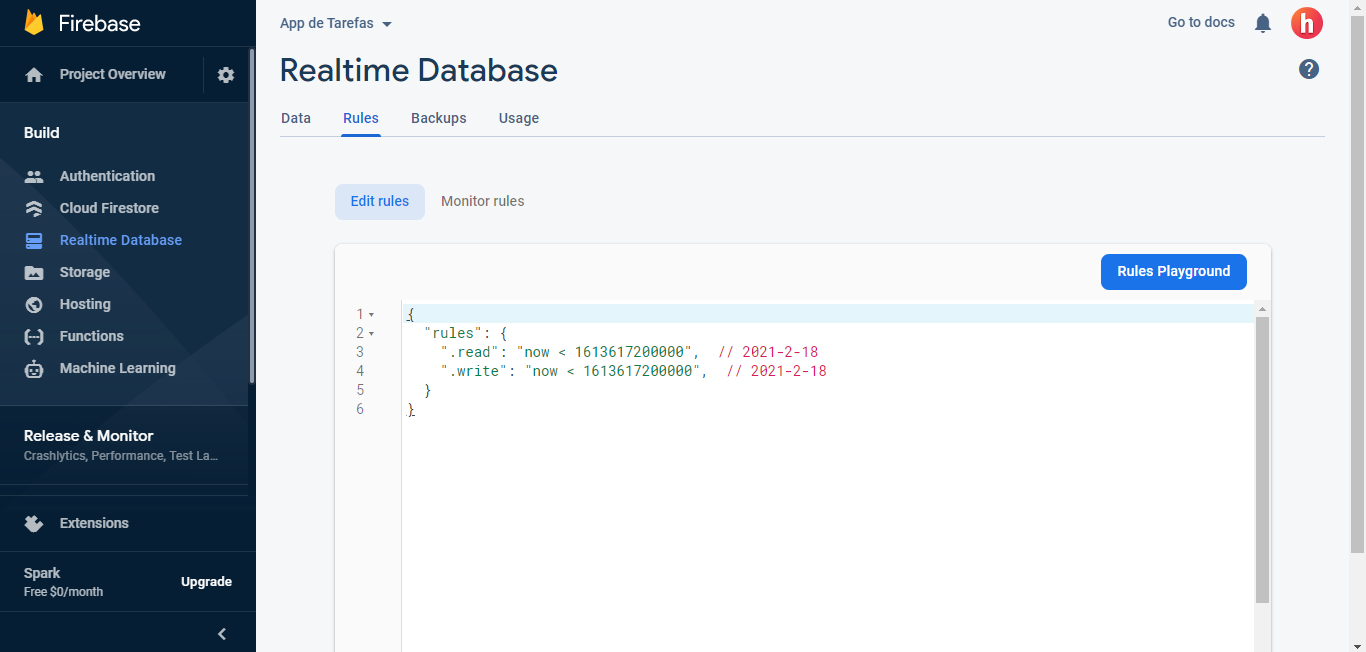 Firebase
Project Overview
Build
Authentication
Cloud Firestore
Realtime Database
Storage
Hosting
Functions
Machine Learning
Release & Monitor
Crashlytics, Performance, Test La...
Extensions
Spark
Free $0/month
Upgrade
App de Tarefas
Go to docs
h
Realtime Database
?
Data Rules Backups Usage
Edit rules Monitor rules
Rules Playground
1 {
2 "rules": {
3 ".read": "now < 1613617200000", // 2021-2-18
4 ".write": "now < 1613617200000", // 2021-2-18
5 }
6 }